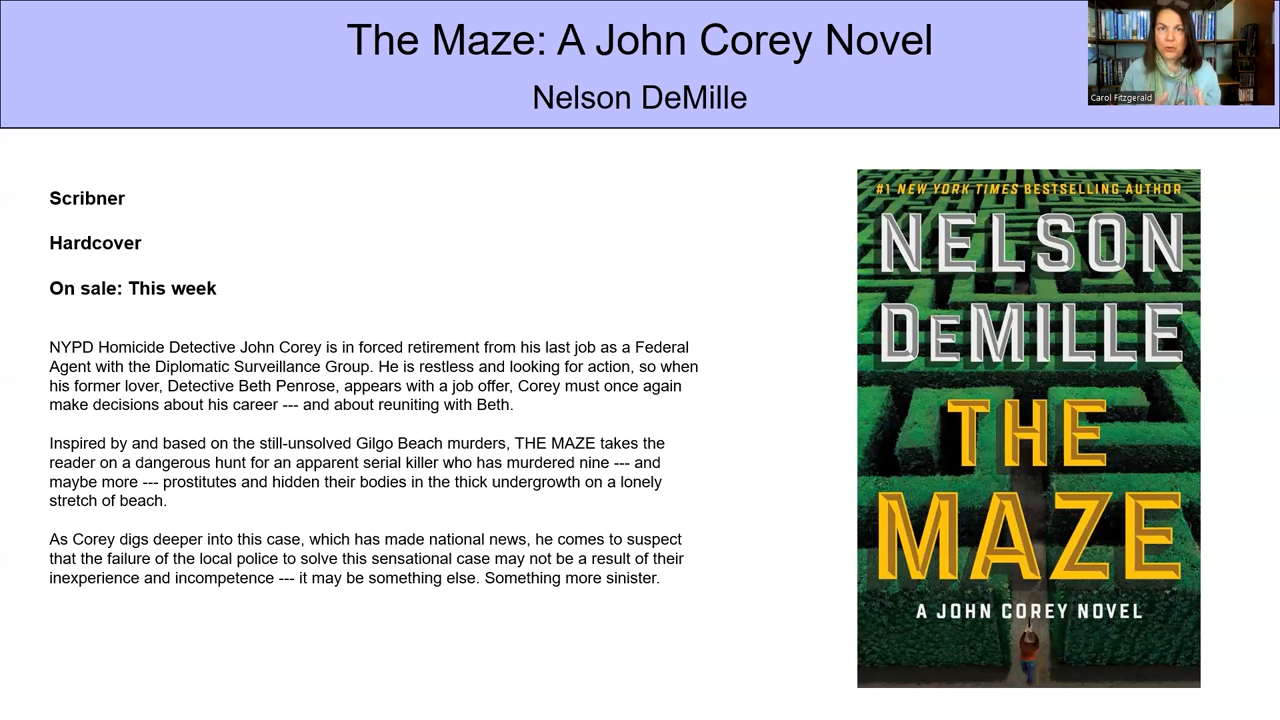 The Maze: A John Corey Novel
Nelson DeMille
Carol Fitzgerald
Scribner
Hardcover
On sale: This week
NYPD Homicide Detective John Corey is in forced retirement from his last job as a Federal
Agent with the Diplomatic Surveillance Group. He is restless and looking for action, so when
his former lover, Detective Beth Penrose, appears with a job offer, Corey must once again
make decisions about his career --- and about reuniting with Beth.
Inspired by and based on the still-unsolved Gilgo Beach murders, THE MAZE takes the
reader on a dangerous hunt for an apparent serial killer who has murdered nine --- and
maybe more --- prostitutes and hidden their bodies in the thick undergrowth on a lonely
stretch of beach.
As Corey digs deeper into this case, which has made national news, he comes to suspect
that the failure of the local police to solve this sensational case may not be a result of their
inexperience and incompetence --- it may be something else. Something more sinister.
#1 NEW YORK TIMES BESTSELLING AUTHOR
NELSON
DEMILLE
THE
MAZE
A JOHN COREY NOVEL